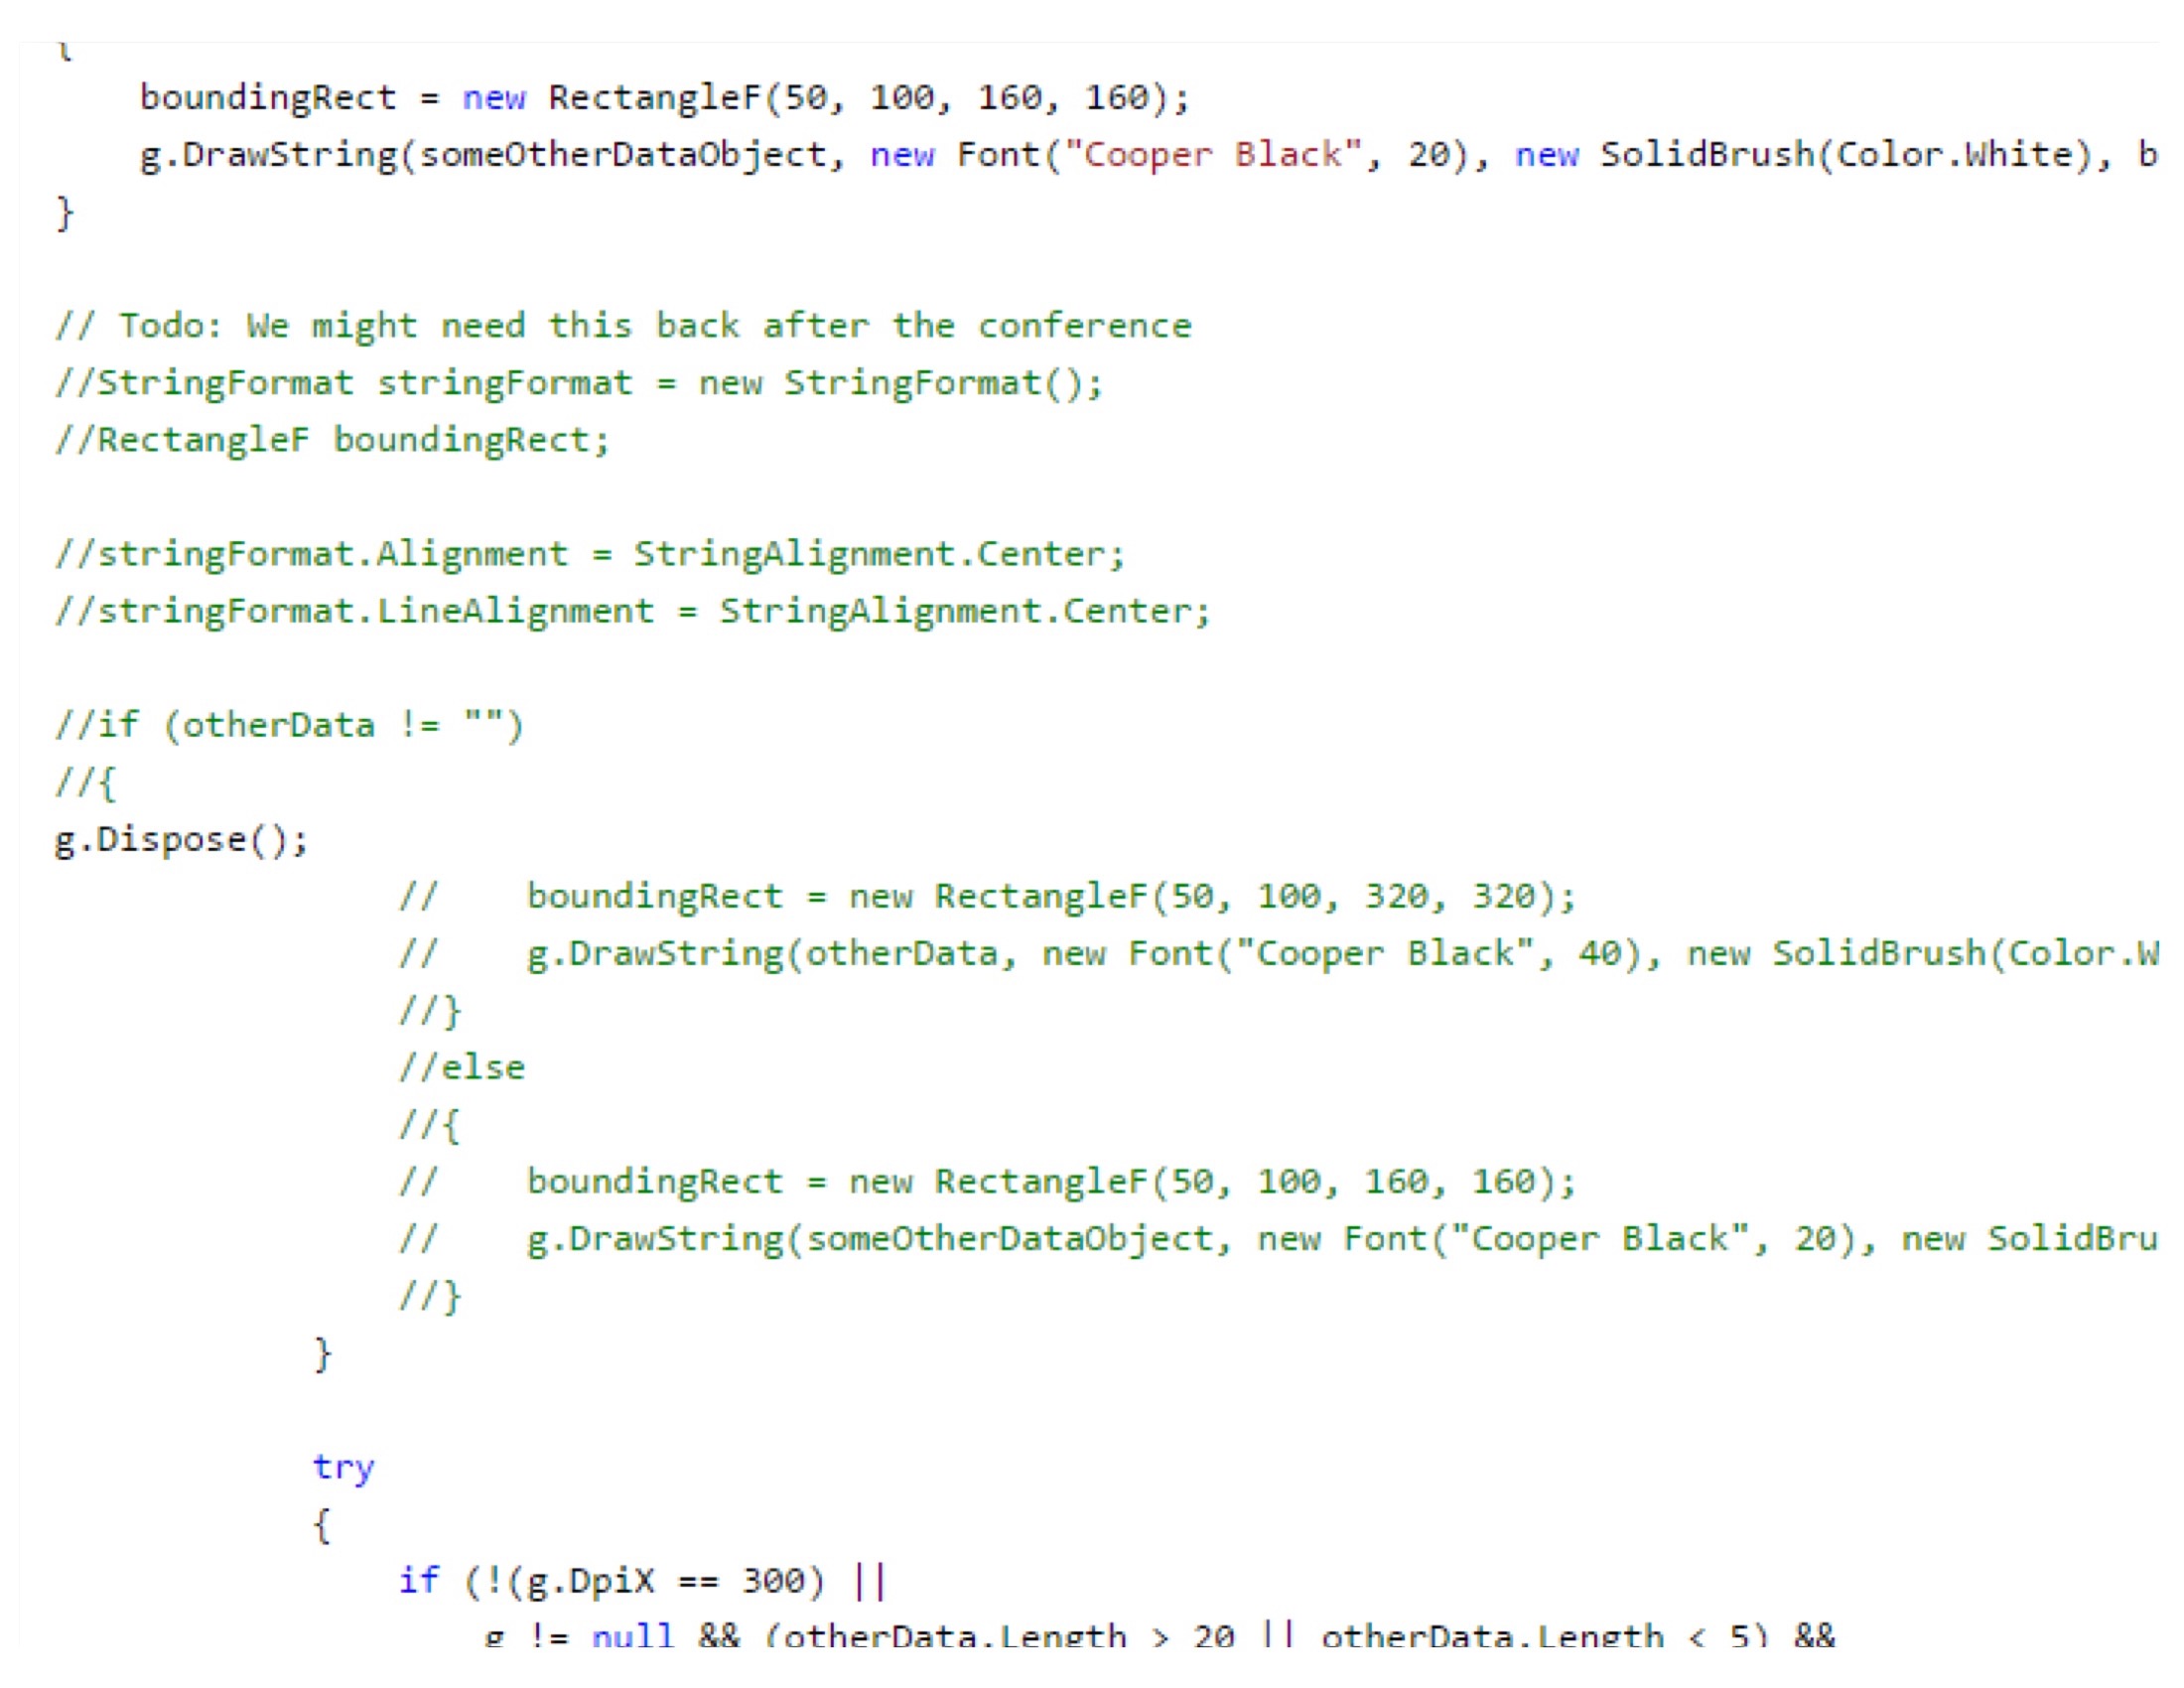 {
boundingRect = new RectangleF(50, 100, 160, 160);
g.DrawString(someOtherDataObject, new Font("Cooper Black", 20), new SolidBrush(Color.White), b
}
// Todo: We might need this back after the conference
//StringFormat stringFormat = new StringFormat();
//RectangleF boundingRect;
//stringFormat.Alignment = StringAlignment.Center;
//stringFormat.LineAlignment = StringAlignment.Center;
//if (otherData != "")
//{
g.Dispose();
//    boundingRect = new RectangleF(50, 100, 320, 320);
//    g.DrawString(otherData, new Font("Cooper Black", 40), new SolidBrush(Color.W
//}
//else
//{
//    boundingRect = new RectangleF(50, 100, 160, 160);
//    g.DrawString(someOtherDataObject, new Font("Cooper Black", 20), new SolidBru
//}
}
try
{
if (!(g.DpiX == 300) ||
g != null && (otherData.Length > 20 || otherData.Length < 5) &&